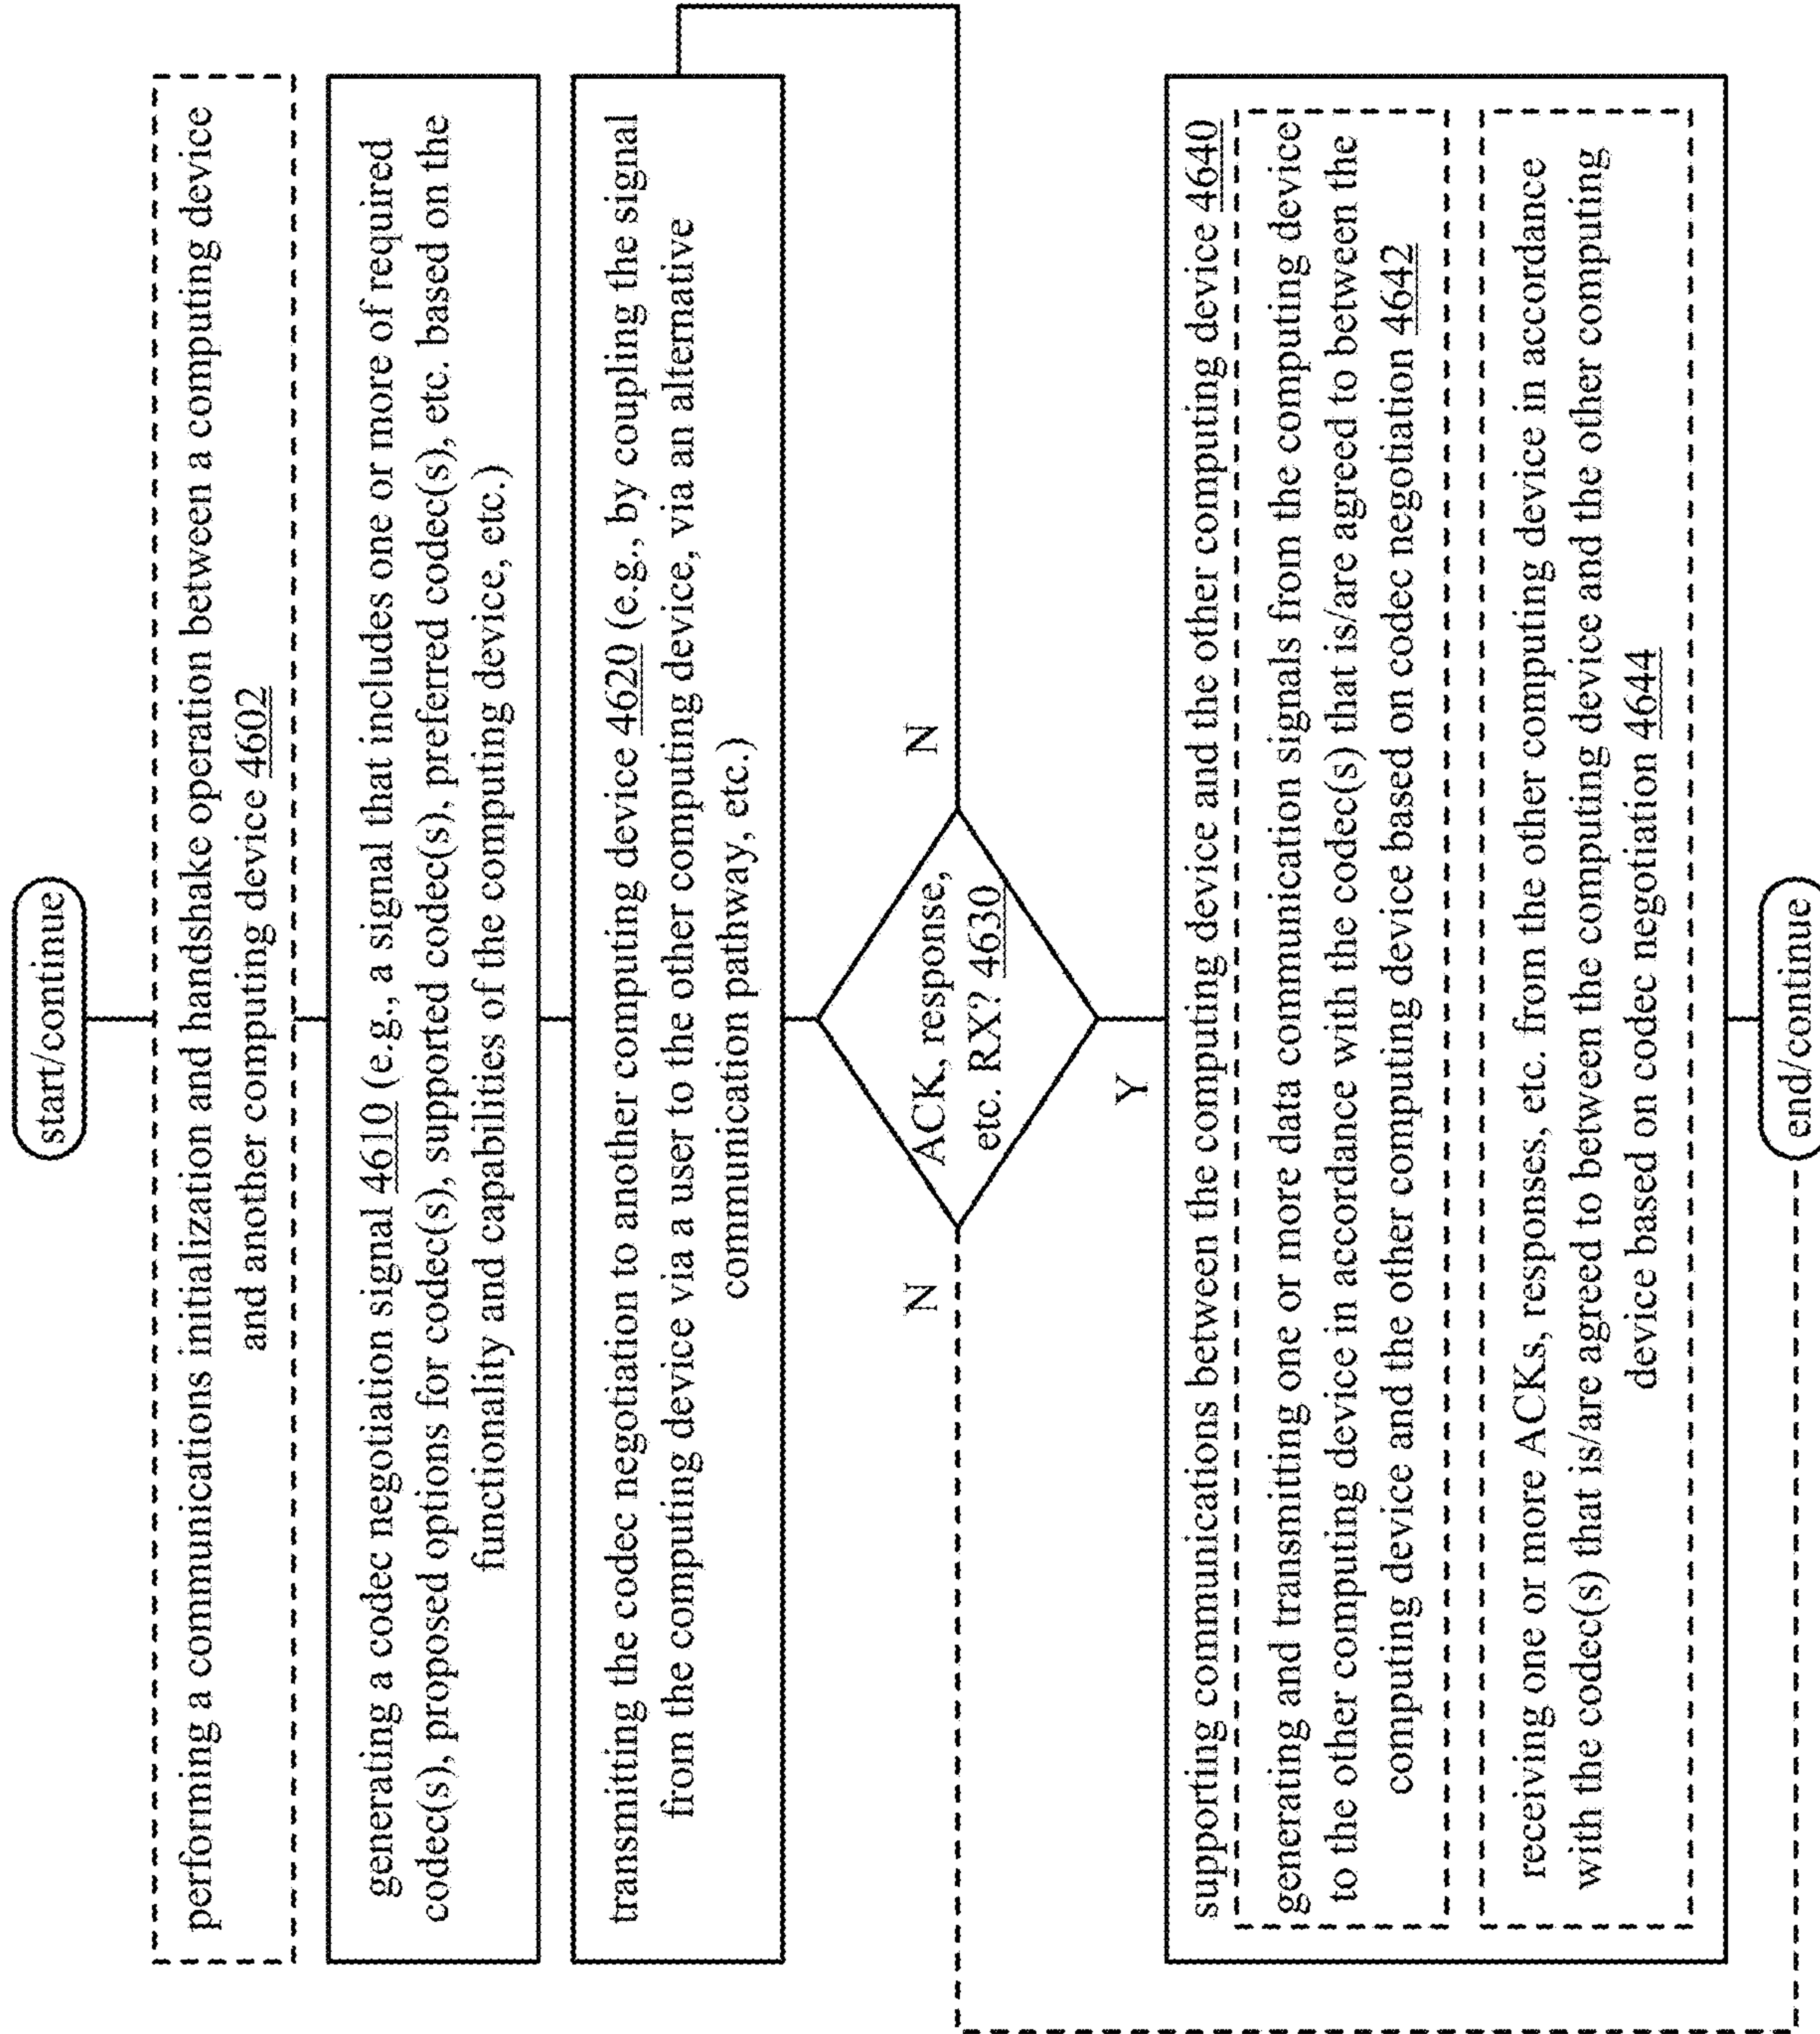 start/continue
performing a communications initialization and handshake operation between a computing device
and another computing device 4602
generating a codec negotiation signal 4610 (e.g., a signal that includes one or more of required
codec(s), proposed options for codec(s), supported codec(s), preferred codec(s), etc. based on the
functionality and capabilities of the computing device, etc.)
transmitting the codec negotiation to another computing device 4620 (e.g., by coupling the signal
from the computing device via a user to the other computing device, via an alternative
communication pathway, etc.)
ACK, response,
etc. RX? 4630
N
N
Y
supporting communications between the computing device and the other computing device 4640
generating and transmitting one or more data communication signals from the computing device
to the other computing device in accordance with the codec(s) that is/are agreed to between the
computing device and the other computing device based on codec negotiation 4642
receiving one or more ACKs, responses, etc. from the other computing device in accordance
with the codec(s) that is/are agreed to between the computing device and the other computing
device based on codec negotiation 4644
end/continue